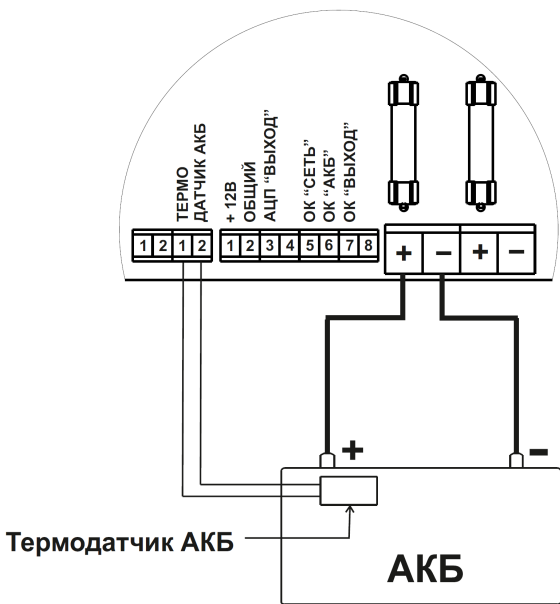 ТЕРМО
ДАТЧИК АКБ
+ 12В
ОБЩИЙ
АЦП “ВЫХОД”
ОК “СЕТЬ”
ОК “АКБ”
ОК “ВЫХОД”
1 2 1 2
1 2 3 4 5 6 7 8
+ − + −
+ −
Термодатчик АКБ
АКБ